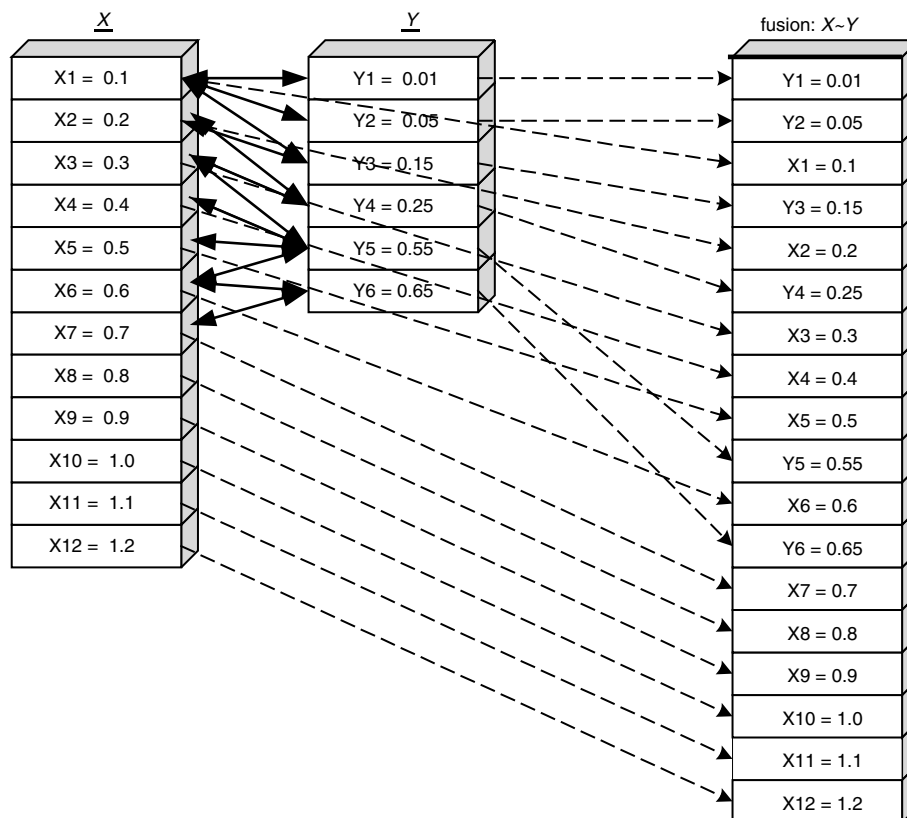 X
X1 = 0.1
X2 = 0.2
X3 = 0.3
X4 = 0.4
X5 = 0.5
X6 = 0.6
X7 = 0.7
X8 = 0.8
X9 = 0.9
X10 = 1.0
X11 = 1.1
X12 = 1.2
Y
Y1 = 0.01
Y2 = 0.05
Y3 = 0.15
Y4 = 0.25
Y5 = 0.55
Y6 = 0.65
fusion: X~Y
Y1 = 0.01
Y2 = 0.05
X1 = 0.1
Y3 = 0.15
X2 = 0.2
Y4 = 0.25
X3 = 0.3
X4 = 0.4
X5 = 0.5
Y5 = 0.55
X6 = 0.6
Y6 = 0.65
X7 = 0.7
X8 = 0.8
X9 = 0.9
X10 = 1.0
X11 = 1.1
X12 = 1.2